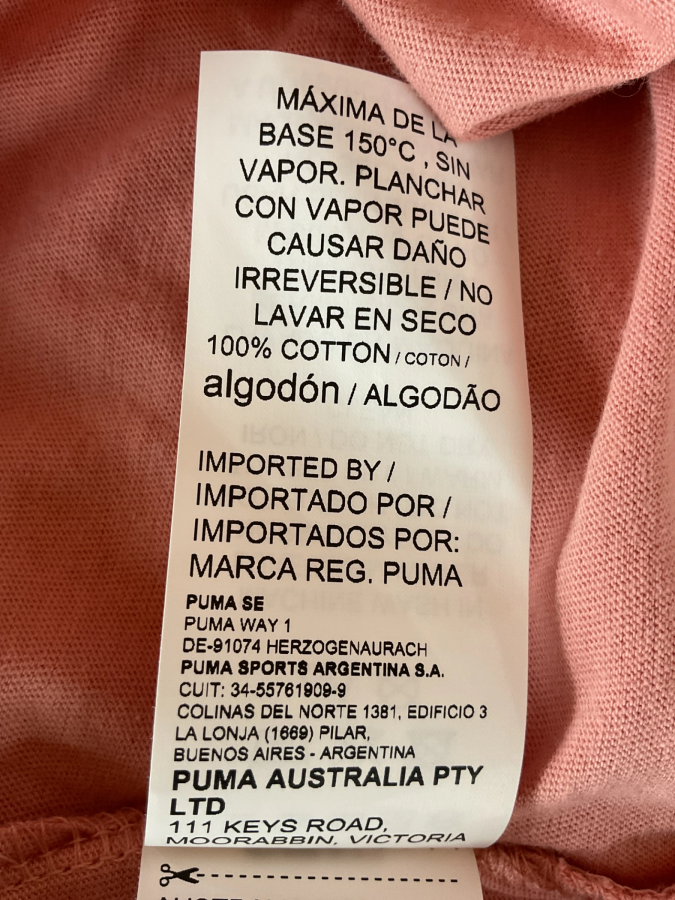 MÁXIMA DE LA
BASE 150°C , SIN
VAPOR. PLANCHAR
CON VAPOR PUEDE
CAUSAR DAÑO
IRREVERSIBLE / NO
LAVAR EN SECO
100% COTTON / COTON /
algodón / ALGODÃO
IMPORTED BY /
IMPORTADO POR /
IMPORTADOS POR:
MARCA REG. PUMA
PUMA SE
PUMA WAY 1
DE-91074 HERZOGENAURACH
PUMA SPORTS ARGENTINA S.A.
CUIT: 34-55761909-9
COLINAS DEL NORTE 1381, EDIFICIO 3
LA LONJA (1669) PILAR,
BUENOS AIRES - ARGENTINA
PUMA AUSTRALIA PTY
LTD
111 KEYS ROAD,
MOORABBIN, VICTORIA